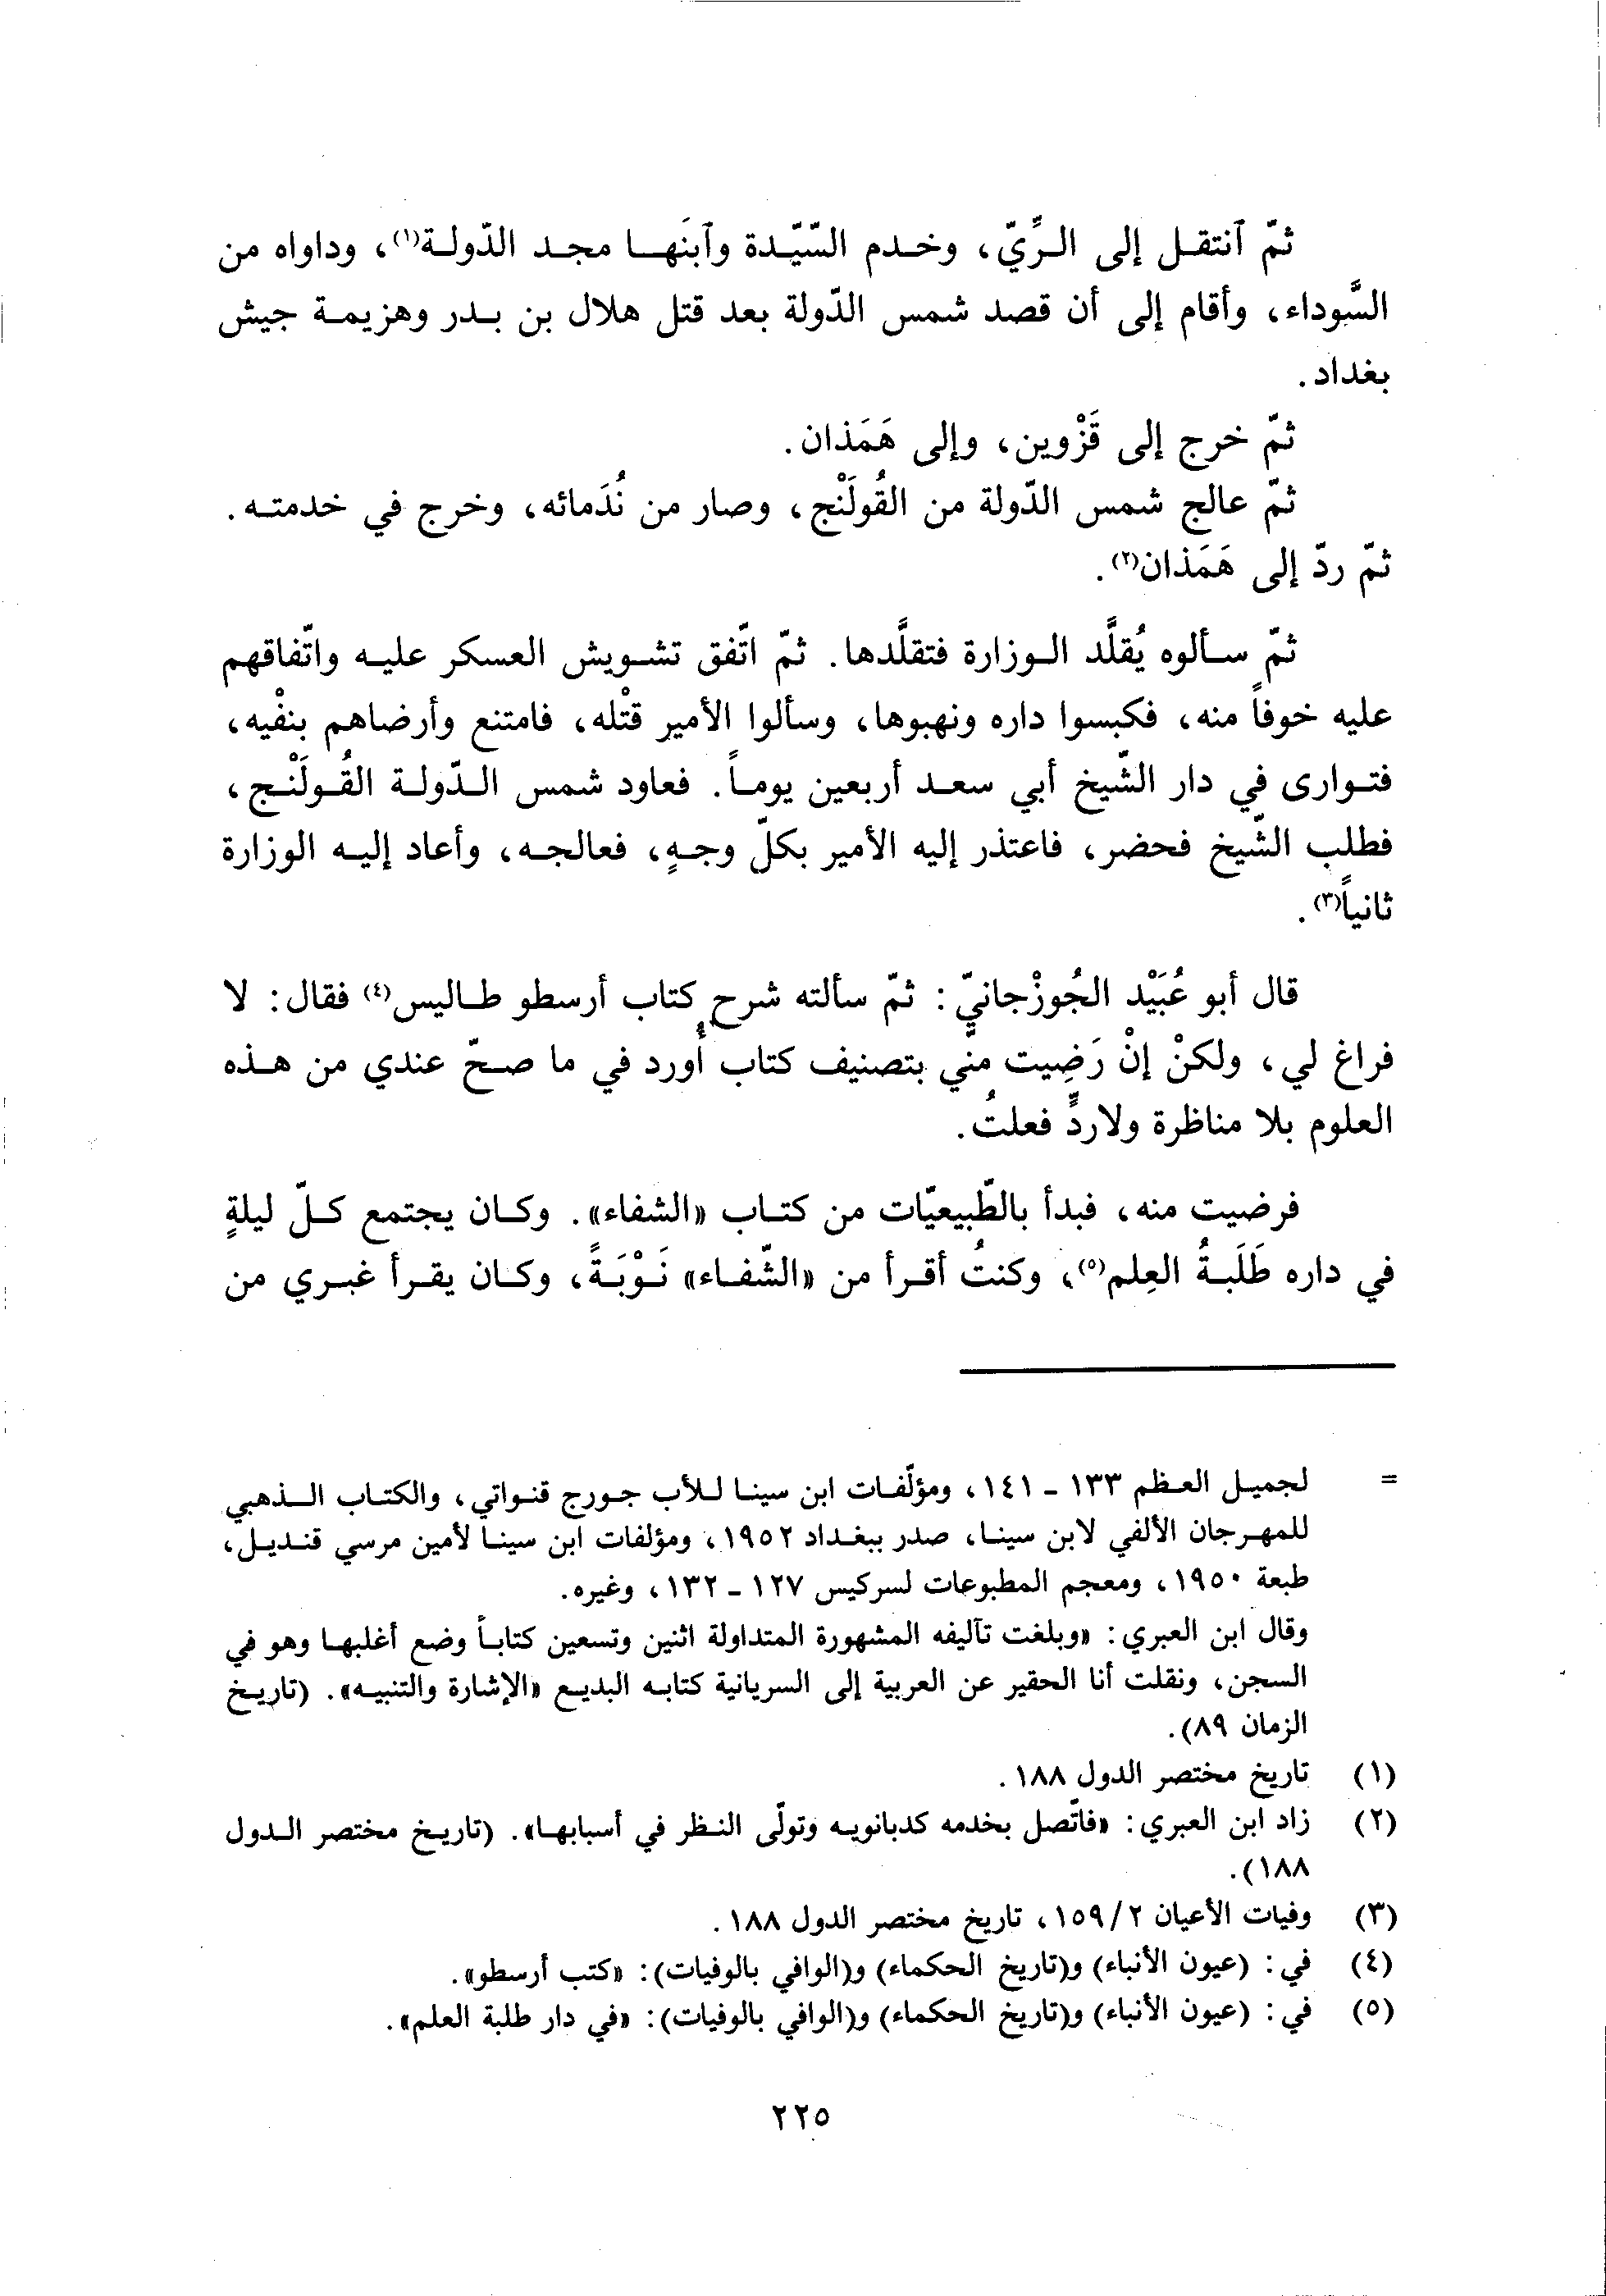 ثمّ آنتقل إلى الرِّيّ، وخدم السّيّدة وآبنَها مجد الدّولة(١)، وداواه من
السَّوداء، وأقام إلى أن قصد شمس الدّولة بعد قتل هلال بن بدر وهزيمة جيش
بغداد.
ثمّ خرج إلى قَزْوين، وإلى هَمَذان.
ثمّ عالج شمس الدّولة من القُولَنْج، وصار من نُدَمائه، وخرج في خدمته.
ثمّ ردّ إلى هَمَذان(٢).
ثمّ سألوه يُقلَّد الوزارة فتقلَّدها. ثمّ اتّفق تشويش العسكر عليه واتّفاقهم
عليه خوفاً منه، فكبسوا داره ونهبوها، وسألوا الأمير قتْله، فامتنع وأرضاهم بنفْيه،
فتوارى في دار الشّيخ أبي سعد أربعين يوماً. فعاود شمس الدّولة القُولَنْج،
فطلب الشّيخ فحضر، فاعتذر إليه الأمير بكلّ وجهٍ، فعالجه، وأعاد إليه الوزارة
ثانياً(٣).
قال أبو عُبَيْد الجُوزْجانيّ: ثمّ سألته شرح كتاب أرسطو طاليس(٤) فقال: لا
فراغ لي، ولكنْ إنْ رَضِيت منّي بتصنيف كتاب أُورد في ما صحّ عندي من هذه
العلوم بلا مناظرة ولاردٍّ فعلتُ.
فرضيت منه، فبدأ بالطّبيعيّات من كتاب «الشفاء». وكان يجتمع كلّ ليلةٍ
في داره طَلَبةُ العِلم(٥)، وكنتُ أقرأ من «الشّفاء» نَوْبَةً، وكان يقرأ غبري من
= لجميل العظم ١٣٣ - ١٤١، ومؤلّفات ابن سينا للأب جورج قنواتي، والكتاب الذهبي
للمهرجان الألفي لابن سينا، صدر ببغداد ١٩٥٢، ومؤلفات ابن سينا لأمين مرسي قنديل،
طبعة ١٩٥٠، ومعجم المطبوعات لسركيس ١٢٧ - ١٣٢، وغيره.
وقال ابن العبري: «وبلغت تآليفه المشهورة المتداولة اثنين وتسعين كتاباً وضع أغلبها وهو في
السجن، ونقلت أنا الحقير عن العربية إلى السريانية كتابه البديع «الإشارة والتنبيه». (تاريخ
الزمان ٨٩).
(١) تاريخ مختصر الدول ١٨٨.
(٢) زاد ابن العبري: «فاتّصل بخدمه كدبانويه وتولّى النظر في أسبابها». (تاريخ مختصر الدول
١٨٨).
(٣) وفيات الأعيان ٢/ ١٥٩، تاريخ مختصر الدول ١٨٨.
(٤) في: (عيون الأنباء) و(تاريخ الحكماء) و(الوافي بالوفيات): «كتب أرسطو».
(٥) في: (عيون الأنباء) و(تاريخ الحكماء) و(الوافي بالوفيات): «في دار طلبة العلم».
٢٢٥